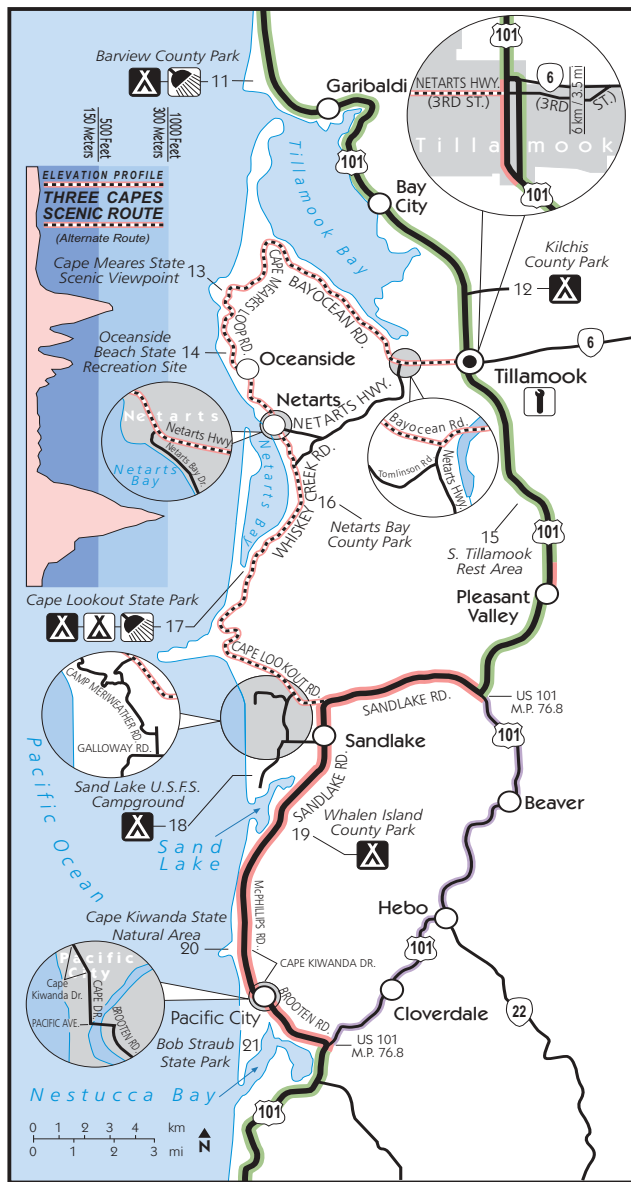 Barview County Park
11
Garibaldi
101
101
NETARTS HWY.
(3RD ST.)
6
(3RD ST.)
6 km / 3.5 mi
Tillamook
101
150 Meters
500 Feet
300 Meters
1000 Feet
ELEVATION PROFILE
THREE CAPES
SCENIC ROUTE
(Alternate Route)
Tillamook Bay
Bay
City
Kilchis
County Park
12
Cape Meares State
Scenic Viewpoint
13
CAPE MEARES LOOP RD.
BAYOCEAN RD.
Oceanside
Beach State
Recreation Site
14
Oceanside
6
Tillamook
Netarts
NETARTS HWY.
Netarts
Netarts Hwy
Netarts Bay Dr.
Netarts
Bay
Bayocean Rd.
Tomlinson Rd.
Netarts Hwy.
Netarts Bay
WHISKEY CREEK RD.
16
Netarts Bay
County Park
15
S. Tillamook
Rest Area
101
Cape Lookout State Park
17
Pleasant
Valley
CAPE LOOKOUT RD.
SANDLAKE RD.
US 101
M.P. 76.8
101
CAMP MERIWEATHER RD.
GALLOWAY RD.
Sandlake
Pacific Ocean
Sand Lake U.S.F.S.
Campground
18
SANDLAKE RD.
Sand
Lake
Whalen Island
County Park
19
Beaver
Hebo
101
McPHILLIPS RD.
Cape Kiwanda State
Natural Area
20
CAPE KIWANDA DR.
Pacific
City
Cape
Kiwanda Dr.
CAPE DR.
PACIFIC AVE.
BROOTEN RD.
BROOTEN RD.
Pacific City
Cloverdale
22
Bob Straub
State Park
21
US 101
M.P. 76.8
Nestucca Bay
101
0 1 2 3 4 km
0 1 2 3 mi
N